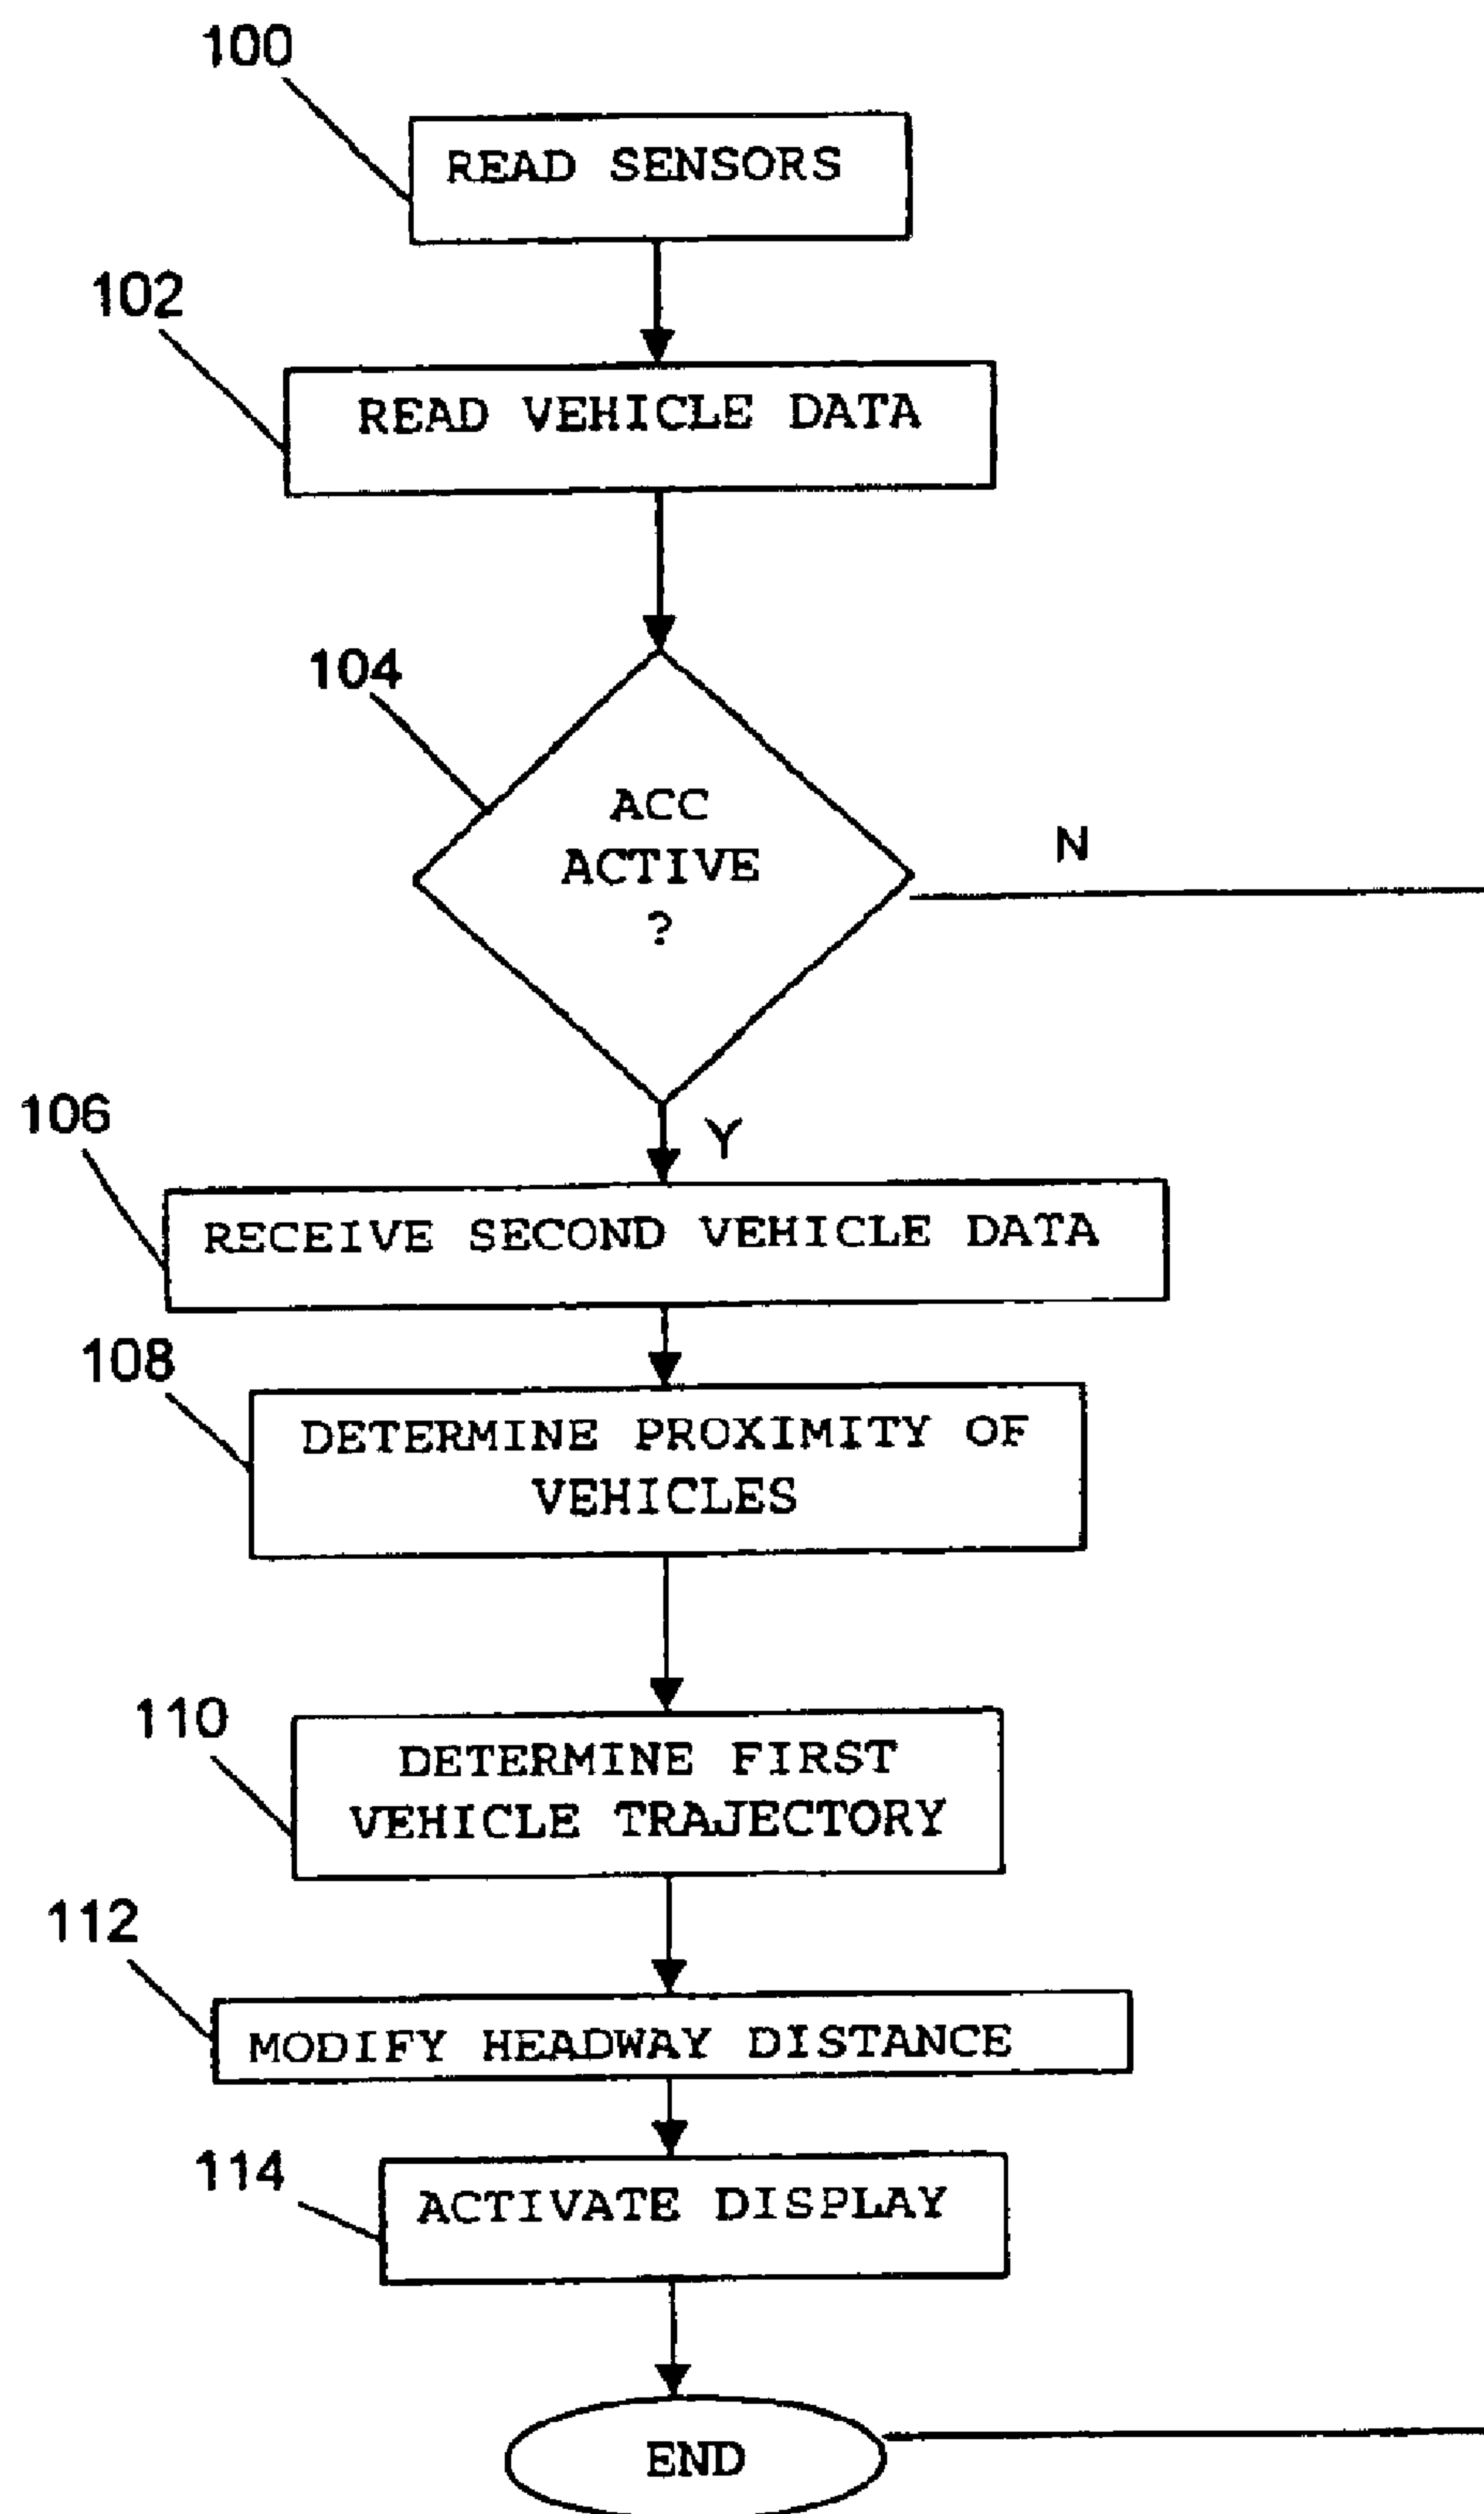 100
READ SENSORS
102
READ VEHICLE DATA
104
ACC
ACTIVE
?
N
Y
106
RECEIVE SECOND VEHICLE DATA
108
DETERMINE PROXIMITY OF
VEHICLES
110
DETERMINE FIRST
VEHICLE TRAJECTORY
112
MODIFY HEADWAY DISTANCE
114
ACTIVATE DISPLAY
END